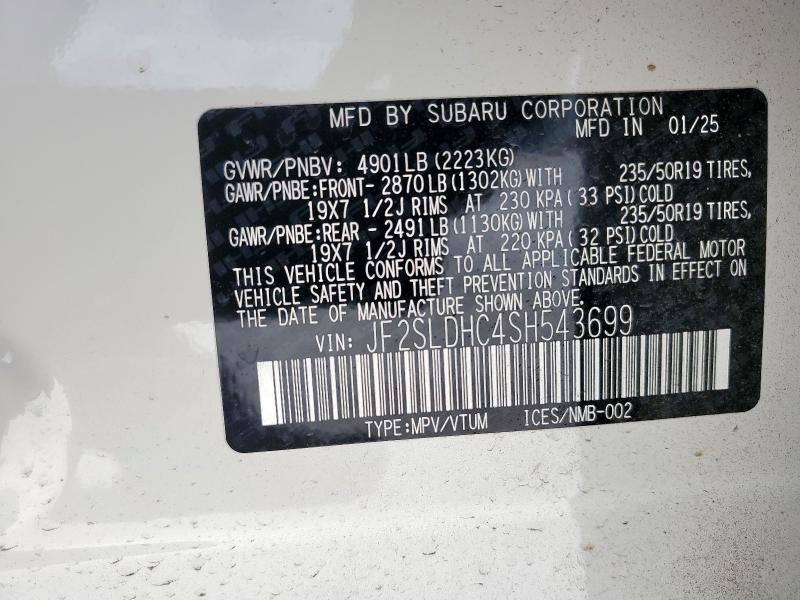 MFD BY SUBARU CORPORATION
MFD IN 01/25
GVWR/PNBV: 4901LB(2223KG)
GAWR/PNBE:FRONT- 2870LB(1302KG)WITH 235/50R19 TIRES,
19X7 1/2J RIMS AT 230 KPA(33 PSI)COLD
GAWR/PNBE:REAR - 2491LB(1130KG)WITH 235/50R19 TIRES,
19X7 1/2J RIMS AT 220 KPA(32 PSI)COLD
THIS VEHICLE CONFORMS TO ALL APPLICABLE FEDERAL MOTOR
VEHICLE SAFETY AND THEFT PREVENTION STANDARDS IN EFFECT ON
THE DATE OF MANUFACTURE SHOWN ABOVE.
VIN: JF2SLDHC4SH543699
TYPE:MPV/VTUM ICES/NMB-002